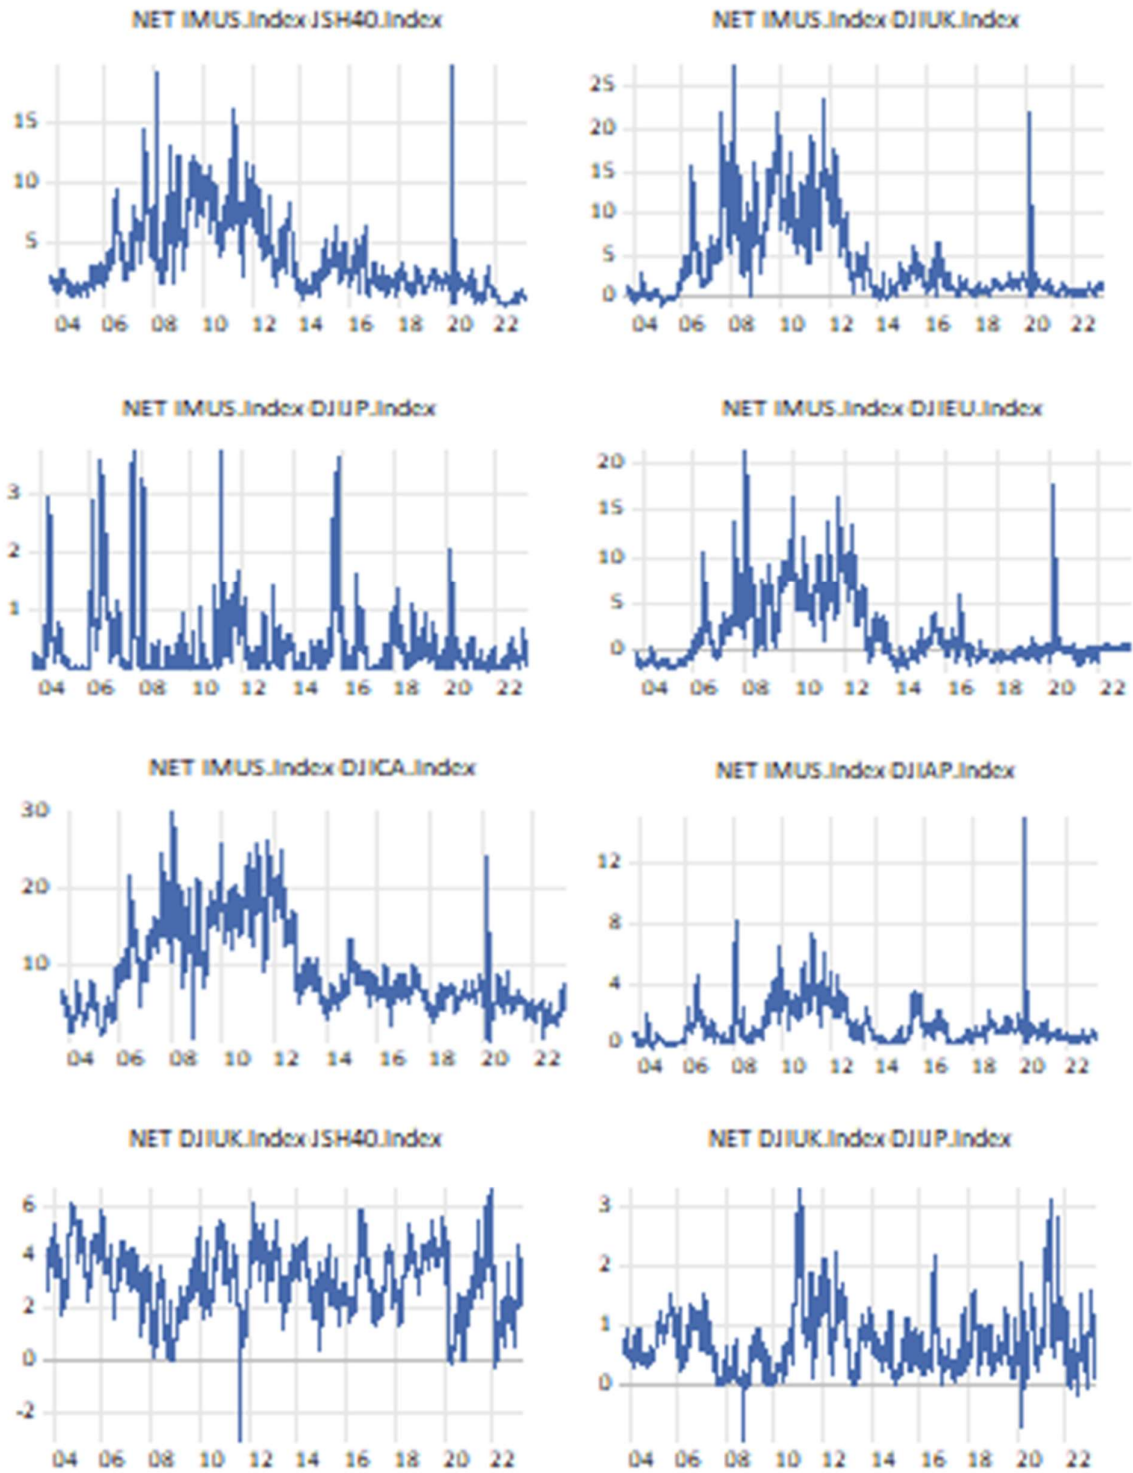 NET IMUS.Index-JSH40.Index
NET IMUS.Index-DJIUK.Index
15
10
5
04 06 08 10 12 14 16 18 20 22
25
20
15
10
5
0
04 06 08 10 12 14 16 18 20 22
NET IMUS.Index-DJIJP.Index
NET IMUS.Index-DJIEU.Index
3
2
1
04 06 08 10 12 14 16 18 20 22
20
15
10
5
0
04 06 08 10 12 14 16 18 20 22
NET IMUS.Index-DJICA.Index
NET IMUS.Index-DJIAP.Index
30
20
10
04 06 08 10 12 14 16 18 20 22
12
8
4
0
04 06 08 10 12 14 16 18 20 22
NET DJIUK.Index-JSH40.Index
NET DJIUK.Index-DJIJP.Index
6
4
2
0
-2
04 06 08 10 12 14 16 18 20 22
3
2
1
0
04 06 08 10 12 14 16 18 20 22